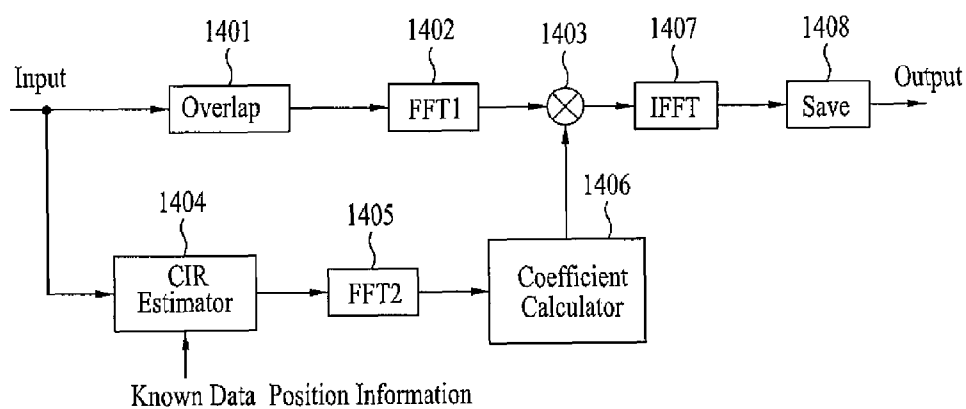 1401
1402
1403
1407
1408
Input
Output
Overlap
FFT1
IFFT
Save
1404
1405
1406
CIR
Estimator
FFT2
Coefficient
Calculator
Known Data Position Information